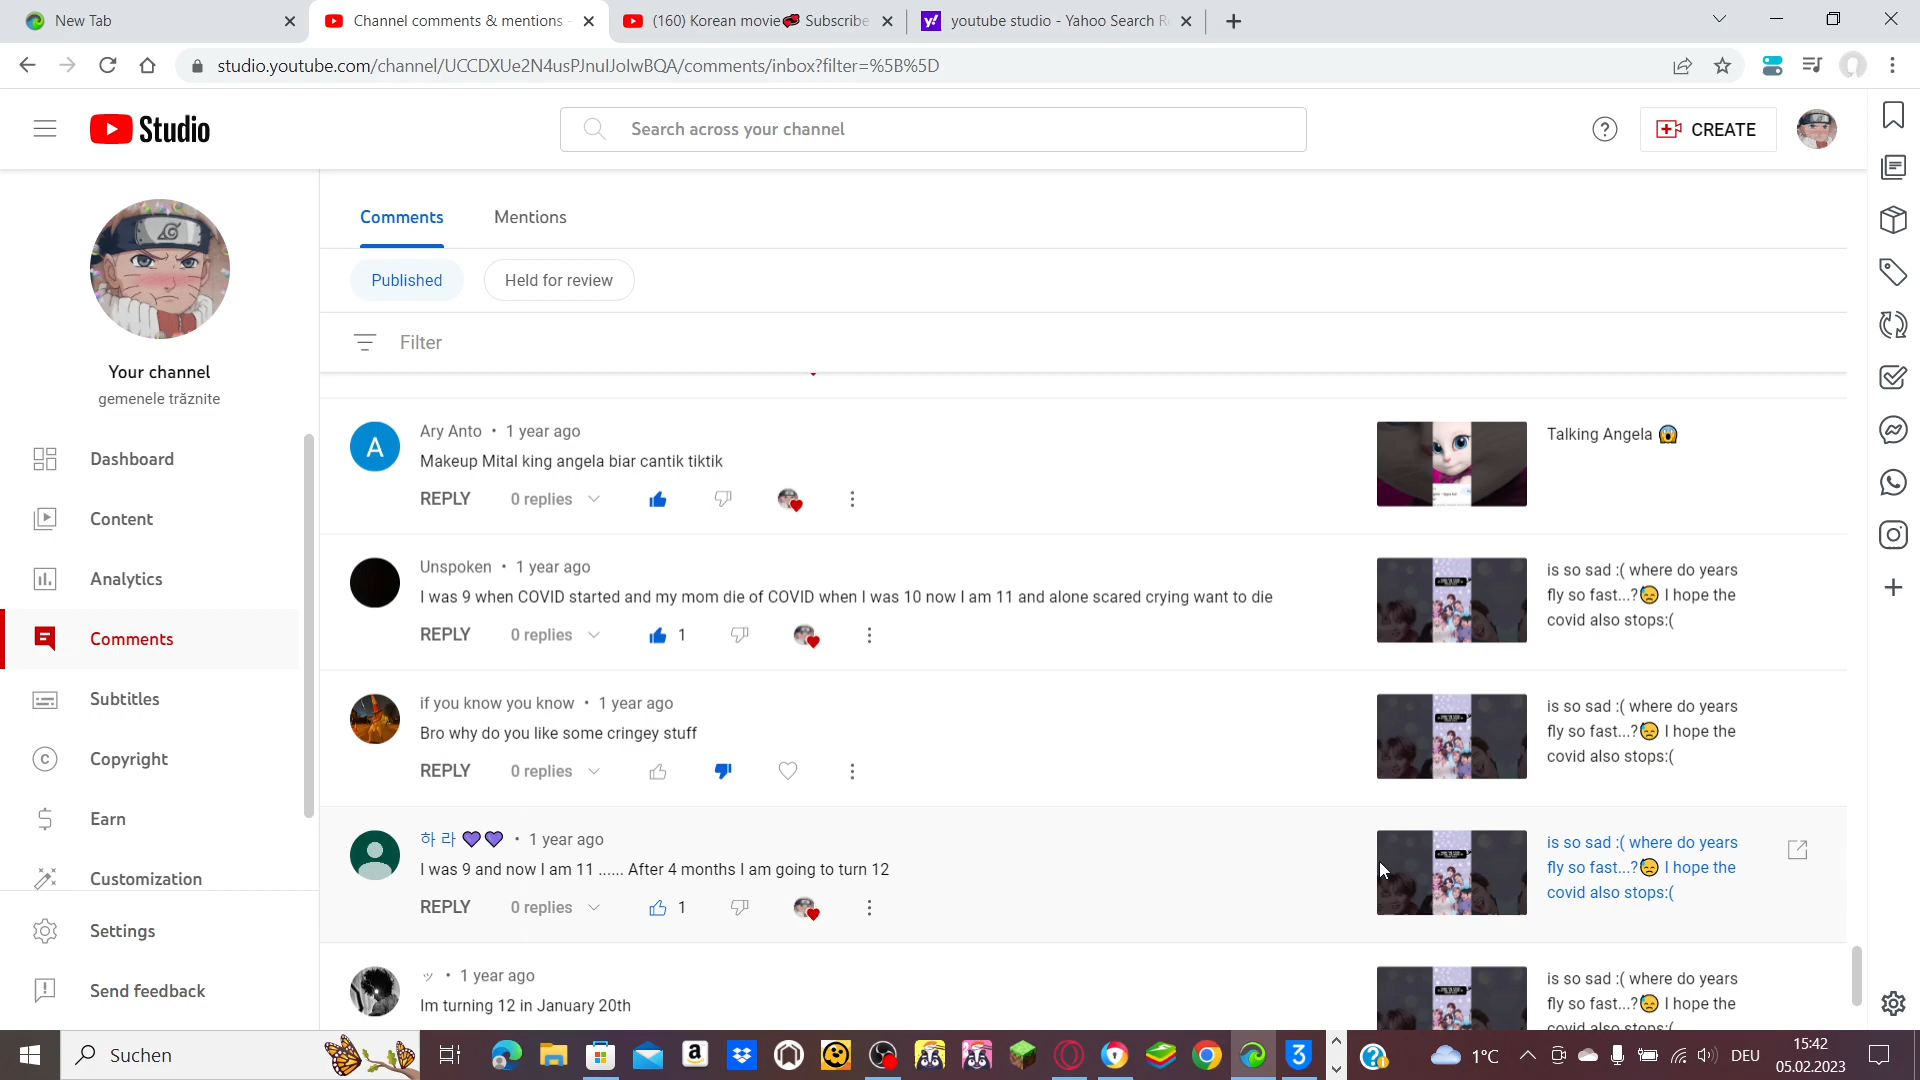 New Tab
Channel comments & mentions -
(160) Korean movie💋 Subscribe
youtube studio - Yahoo Search R
studio.youtube.com/channel/UCCDXUe2N4usPJnulJolwBQA/comments/inbox?filter=%5B%5D
Studio
Search across your channel
CREATE
Your channel
gemenele trăznite
Dashboard
Content
Analytics
Comments
Subtitles
Copyright
Earn
Customization
Settings
Send feedback
Comments
Mentions
Published
Held for review
Filter
A
Ary Anto • 1 year ago
Makeup Mital king angela biar cantik tiktik
REPLY 0 replies
Talking Angela 😱
Unspoken • 1 year ago
I was 9 when COVID started and my mom die of COVID when I was 10 now I am 11 and alone scared crying want to die
REPLY 0 replies 1
is so sad :( where do years
fly so fast...?😓 I hope the
covid also stops:(
if you know you know • 1 year ago
Bro why do you like some cringey stuff
REPLY 0 replies
is so sad :( where do years
fly so fast...?😓 I hope the
covid also stops:(
하 라 💜💜 • 1 year ago
I was 9 and now I am 11 ...... After 4 months I am going to turn 12
REPLY 0 replies 1
is so sad :( where do years
fly so fast...?😓 I hope the
covid also stops:(
ツ • 1 year ago
Im turning 12 in January 20th
is so sad :( where do years
fly so fast...?😓 I hope the
covid also stops:(
Suchen
1°C
DEU
15:42
05.02.2023